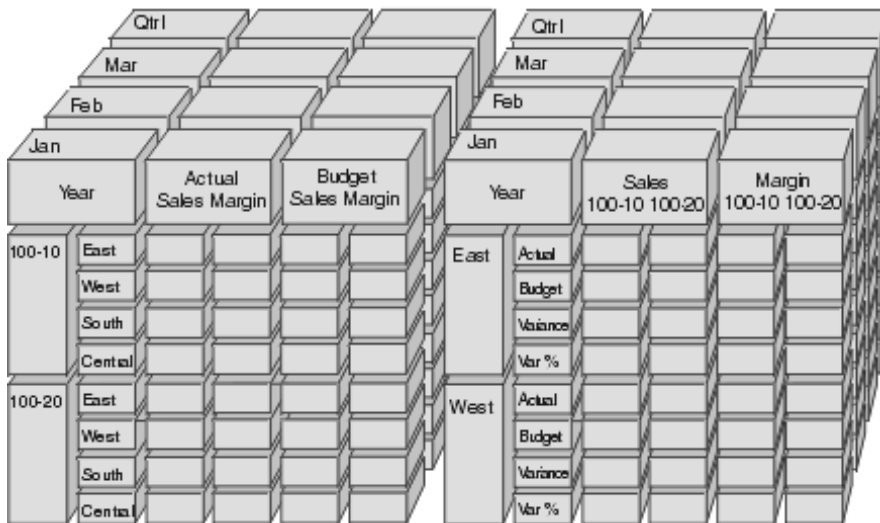 Qtrl
Mar
Feb
Jan
Year
Actual
Sales Margin
Budget
Sales Margin
100-10
East
West
South
Central
100-20
East
West
South
Central
Qtrl
Mar
Feb
Jan
Year
Sales
100-10 100-20
Margin
100-10 100-20
East
Actual
Budget
Variance
Var %
West
Actual
Budget
Variance
Var %